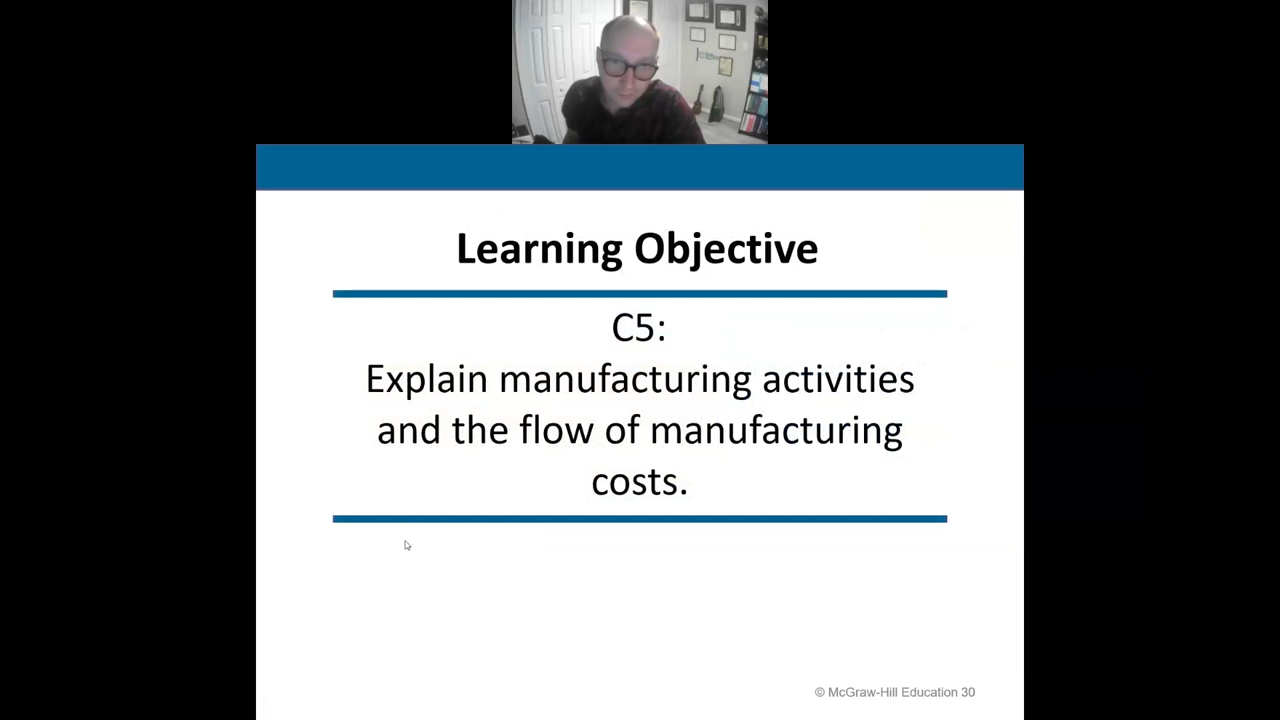 Learning Objective
C5:
Explain manufacturing activities
and the flow of manufacturing
costs.
© McGraw-Hill Education 30